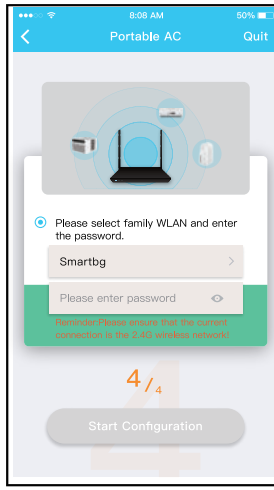 8:08 AM 50%
Portable AC Quit
Please select family WLAN and enter
the password.
Smartbg
Please enter password
Reminder:Please ensure that the current
connection is the 2.4G wireless network!
4/4
Start Configuration